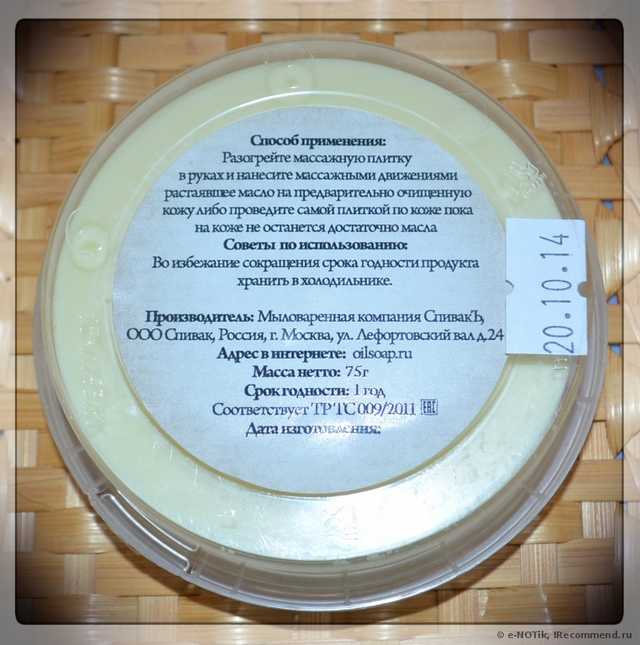 Способ применения:
Разогрейте массажную плитку
в руках и нанесите массажными движениями
растаявшее масло на предварительно очищенную
кожу либо проведите самой плиткой по коже пока
на коже не останется достаточно масла
Советы по использованию:
Во избежание сокращения срока годности продукта
хранить в холодильнике.
Производитель: Мыловаренная компания СпивакЪ,
ООО Спивак, Россия, г. Москва, ул. Лефортовский вал д.24
Адрес в интернете: oilsoap.ru
Масса нетто: 75г
Срок годности: 1 год
Соответствует ТР ТС 009/2011 EAC
Дата изготовления:
20.10.14
© e-NOTik, IRecommend.ru